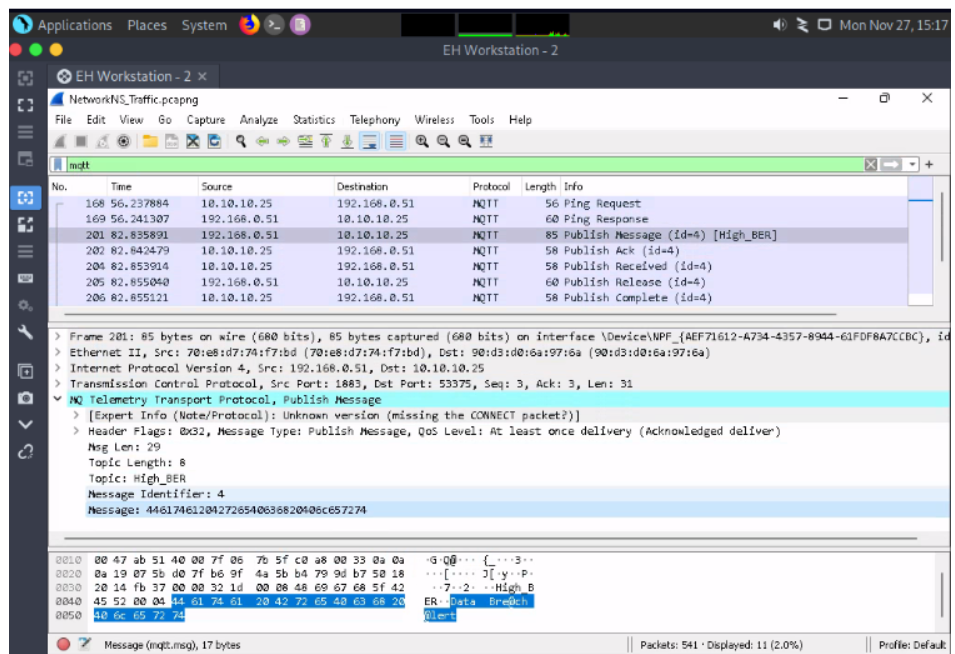 Applications Places System Mon Nov 27, 15:17
EH Workstation - 2
EH Workstation - 2 ×
NetworkNS_Traffic.pcapng
File Edit View Go Capture Analyze Statistics Telephony Wireless Tools Help
mqtt
No. Time Source Destination Protocol Length Info
168 56.237884 10.10.10.25 192.168.0.51 MQTT 56 Ping Request
169 56.241307 192.168.0.51 10.10.10.25 MQTT 60 Ping Response
201 82.835891 192.168.0.51 10.10.10.25 MQTT 85 Publish Message (id=4) [High_BER]
202 82.842479 10.10.10.25 192.168.0.51 MQTT 58 Publish Ack (id=4)
204 82.853914 10.10.10.25 192.168.0.51 MQTT 58 Publish Received (id=4)
205 82.855040 192.168.0.51 10.10.10.25 MQTT 60 Publish Release (id=4)
206 82.855121 10.10.10.25 192.168.0.51 MQTT 58 Publish Complete (id=4)
> Frame 201: 85 bytes on wire (680 bits), 85 bytes captured (680 bits) on interface \Device\NPF_{AEF71612-A734-4357-8944-61FDF8A7CCBC}, id
> Ethernet II, Src: 70:e8:d7:74:f7:bd (70:e8:d7:74:f7:bd), Dst: 90:d3:d0:6a:97:6a (90:d3:d0:6a:97:6a)
> Internet Protocol Version 4, Src: 192.168.0.51, Dst: 10.10.10.25
> Transmission Control Protocol, Src Port: 1883, Dst Port: 53375, Seq: 3, Ack: 3, Len: 31
MQ Telemetry Transport Protocol, Publish Message
> [Expert Info (Note/Protocol): Unknown version (missing the CONNECT packet?)]
> Header Flags: 0x32, Message Type: Publish Message, QoS Level: At least once delivery (Acknowledged deliver)
Msg Len: 29
Topic Length: 8
Topic: High_BER
Message Identifier: 4
Message: 446174612042726540636820406c657274
0010 00 47 ab 51 40 00 7f 06 7b 5f c0 a8 00 33 0a 0a ·G·Q@··· {_···3··
0020 0a 19 07 5b d0 7f b6 9f 4a 5b b4 79 9d b7 50 18 ···[···· J[·y··P·
0030 20 14 fb 37 00 00 32 1d 00 08 48 69 67 68 5f 42 ··7··2· ··High_B
0040 45 52 00 04 44 61 74 61 20 42 72 65 40 63 68 20 ER··Data Bre@ch
0050 40 6c 65 72 74 @lert
Message (mqtt.msg), 17 bytes Packets: 541 · Displayed: 11 (2.0%) Profile: Default